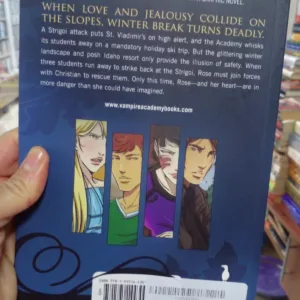 NOVEL.
WHEN LOVE AND JEALOUSY COLLIDE ON
THE SLOPES, WINTER BREAK TURNS DEADLY.
A Strigoi attack puts St. Vladimir's on high alert, and the Academy whisks
its students away on a mandatory holiday ski trip. But the glittering winter
landscape and posh Idaho resort only provide the illusion of safety. When
three students run away to strike back at the Strigoi, Rose must join forces
with Christian to rescue them. Only this time, Rose—and her heart—are in
more danger than she could have imagined.
www.vampireacademybooks.com